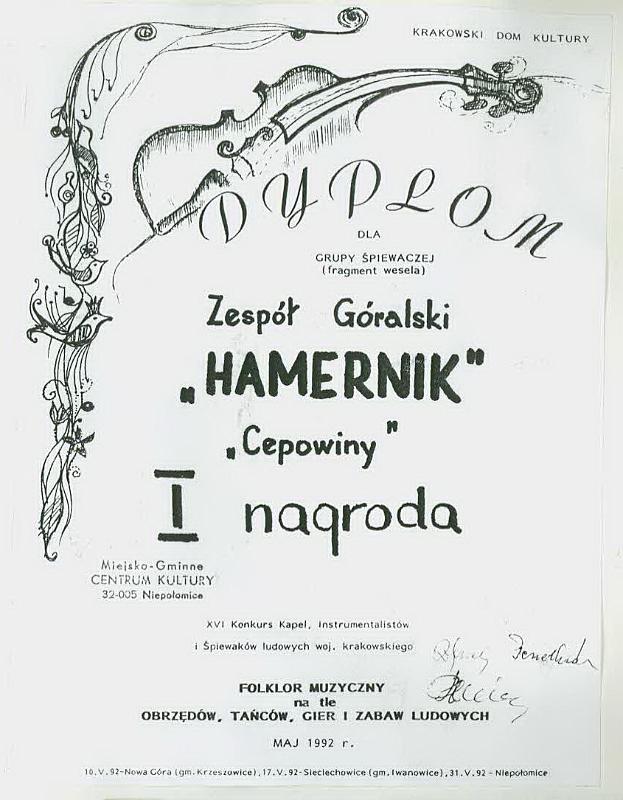 KRAKOWSKI DOM KULTURY
DYPLOM
DLA
GRUPY ŚPIEWACZEJ
(fragment wesela)
Zespół Góralski
„HAMERNIK"
„Cepowiny"
I nagroda
Miejsko-Gminne
CENTRUM KULTURY
32-005 Niepołomice
XVI Konkurs Kapel, Instrumentalistów
i Śpiewaków ludowych woj. krakowskiego
FOLKLOR MUZYCZNY
na tle
OBRZĘDÓW, TAŃCÓW, GIER I ZABAW LUDOWYCH
MAJ 1992 r.
10.V.92-Nowa Góra (gm. Krzeszowice), 17.V.92-Sieciechowice (gm. Iwanowice), 31.V.92 - Niepołomice